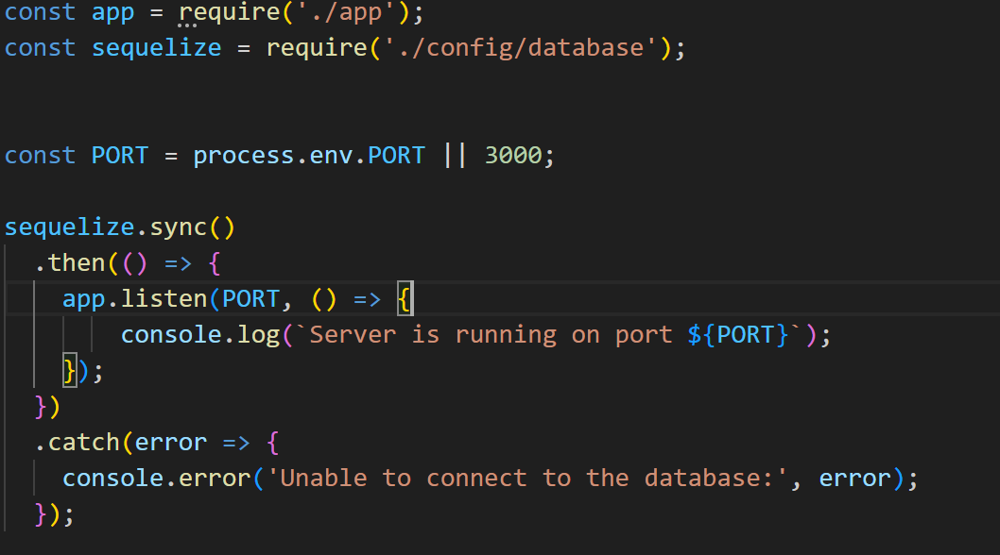 const app = require('./app');
const sequelize = require('./config/database');
const PORT = process.env.PORT || 3000;
sequelize.sync()
  .then(() => {
    app.listen(PORT, () => {
        console.log(`Server is running on port ${PORT}`);
    });
  })
  .catch(error => {
    console.error('Unable to connect to the database:', error);
  });